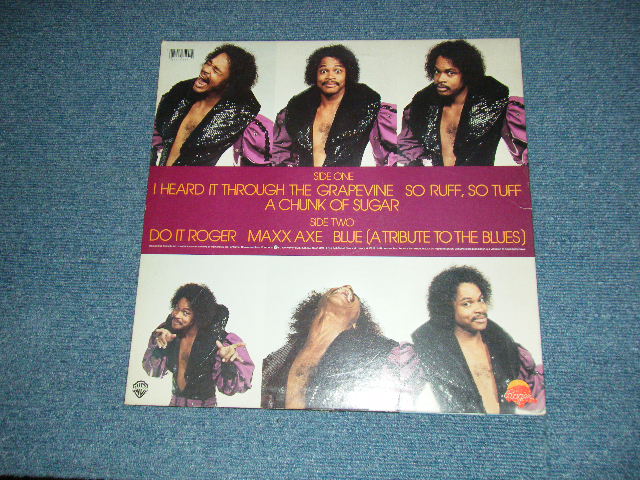 SIDE ONE
I HEARD IT THROUGH THE GRAPEVINE SO RUFF, SO TUFF
A CHUNK OF SUGAR
SIDE TWO
DO IT ROGER MAXX AXE BLUE (A TRIBUTE TO THE BLUES)